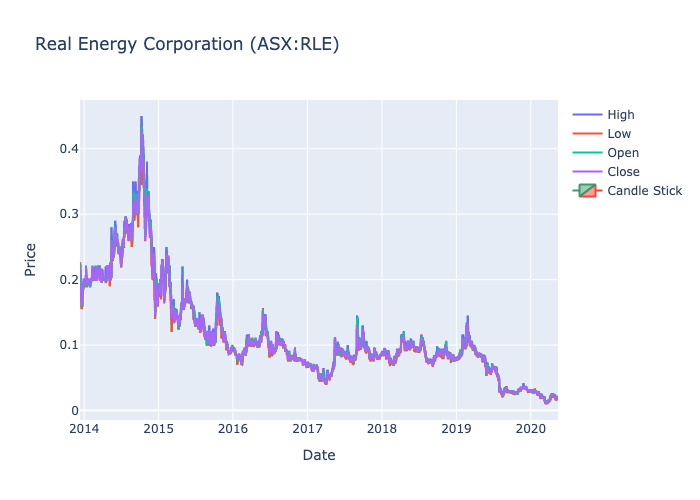 Real Energy Corporation (ASX:RLE)
High
Low
Open
Close
Candle Stick
0.4
0.3
0.2
0.1
0
Price
2014 2015 2016 2017 2018 2019 2020
Date